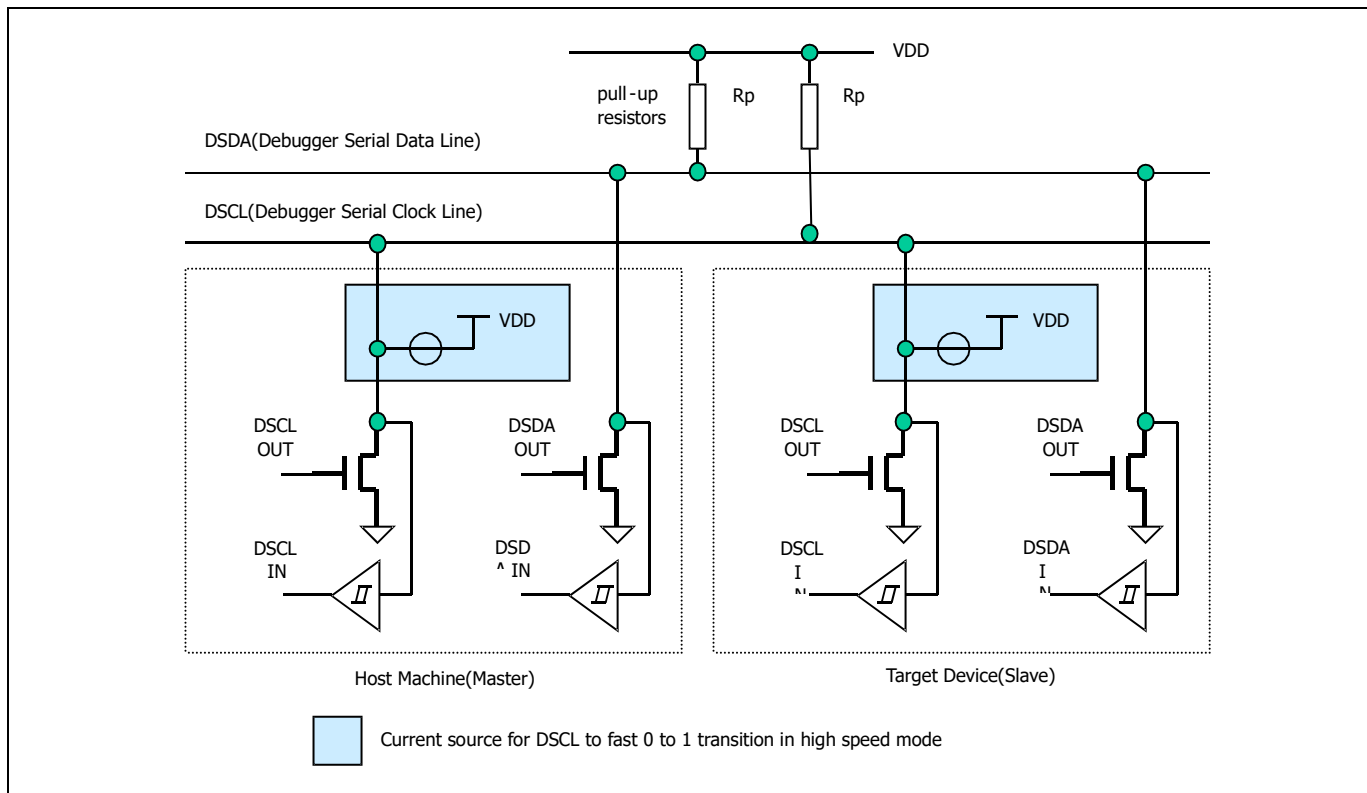 VDD
pull-up
resistors
Rp
Rp
DSDA(Debugger Serial Data Line)
DSCL(Debugger Serial Clock Line)
VDD
VDD
DSCL
OUT
DSDA
OUT
DSCL
OUT
DSDA
OUT
DSCL
IN
DSD
IN
DSCL
I
DSDA
I
Host Machine(Master)
Target Device(Slave)
Current source for DSCL to fast 0 to 1 transition in high speed mode